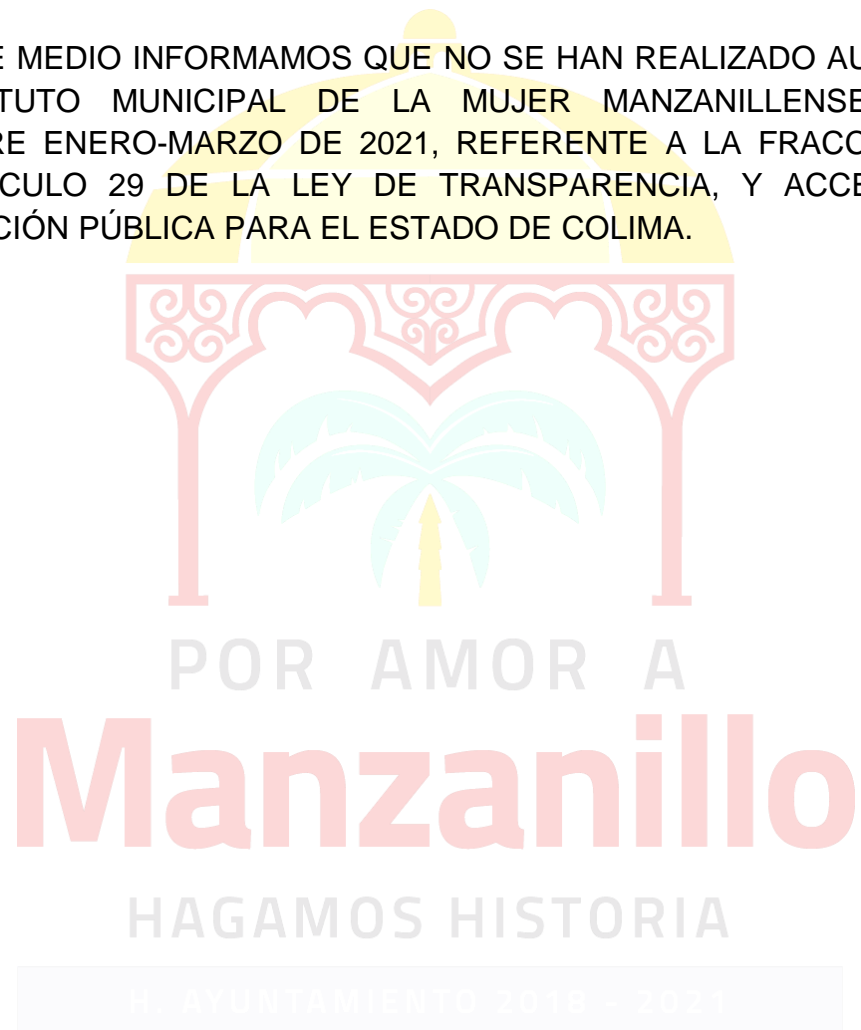 E MEDIO INFORMAMOS QUE NO SE HAN REALIZADO AU
TUTO MUNICIPAL DE LA MUJER MANZANILLENSE
RE ENERO-MARZO DE 2021, REFERENTE A LA FRACC
CULO 29 DE LA LEY DE TRANSPARENCIA, Y ACCE
CIÓN PÚBLICA PARA EL ESTADO DE COLIMA.
POR AMOR A
Manzanillo
HAGAMOS HISTORIA
H. AYUNTAMIENTO 2018 - 2021